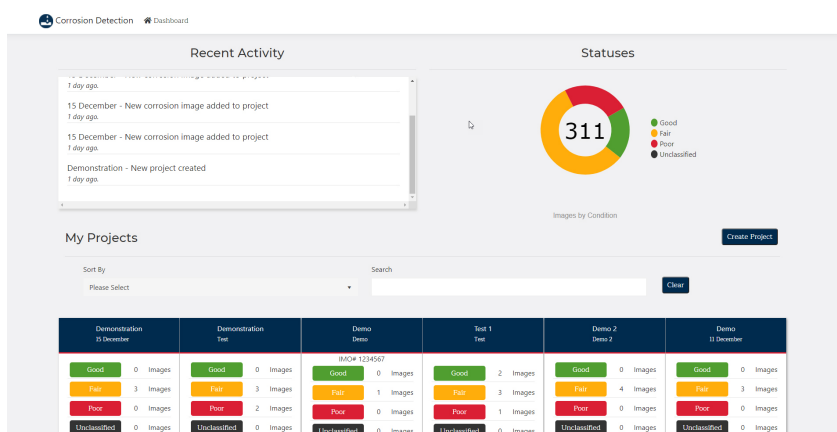 Corrosion Detection Dashboard
Recent Activity
1 day ago.
15 December - New corrosion image added to project
1 day ago.
15 December - New corrosion image added to project
1 day ago.
Demonstration - New project created
1 day ago.
Statuses
311
Good
Fair
Poor
Unclassified
Images by Condition
My Projects
Create Project
Sort By
Search
Please Select
Clear
Demonstration
15 December
Good 0 Images
Fair 3 Images
Poor 0 Images
Unclassified 0 Images
Demonstration
Test
Good 0 Images
Fair 3 Images
Poor 2 Images
Unclassified 0 Images
Demo
Demo
IMO# 1234567
Good 0 Images
Fair 1 Images
Poor 0 Images
Unclassified 0 Images
Test 1
Test
Good 2 Images
Fair 3 Images
Poor 1 Images
Unclassified 0 Images
Demo 2
Demo 2
Good 0 Images
Fair 4 Images
Poor 0 Images
Unclassified 0 Images
Demo
11 December
Good 0 Images
Fair 3 Images
Poor 0 Images
Unclassified 0 Images